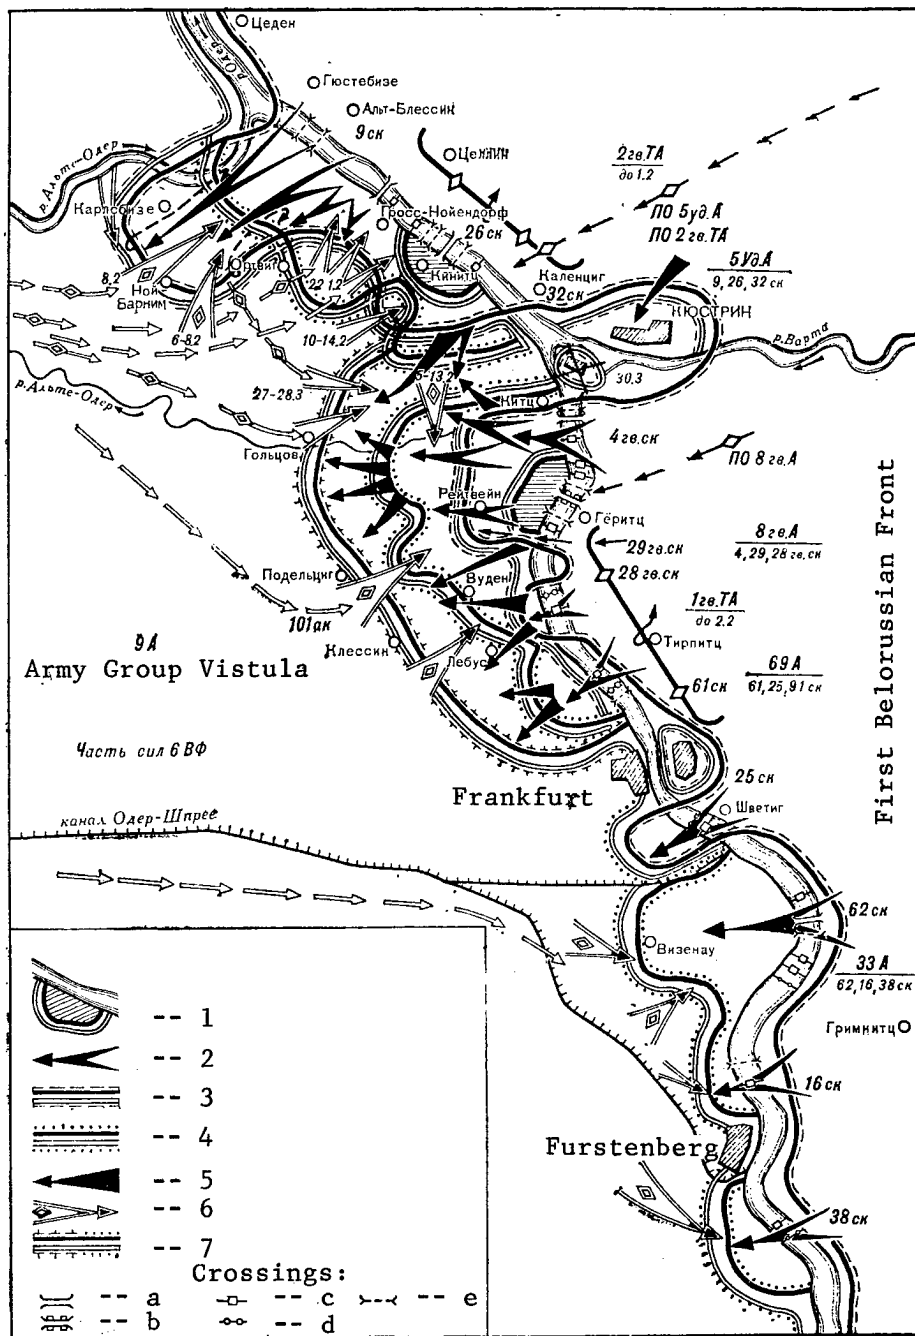 Цеден
р.Одер
Гюстебизе
Альт-Блессин
9 ск
Целлин
2 гв.ТА
до 1.2
р.Альте-Одер
Карлсбизе
Гросс-Нойендорф
26 ск
ПО 5 уд.А
ПО 2 гв.ТА
Кинитц
Каленциг
32 ск
5 Уд.А
9, 26, 32 ск
КЮСТРИН
8.2
Ной
Барним
Ортвиг
1.2
6-8.2
10-14.2
р.Варта
30.3
27-28.3
Китц
р.Альте-Одер
4 гв.ск
Гольцов
ПО 8 гв.А
Рейтвейн
Гёритц
8 гв.А
4, 29, 28 гв.ск
29 гв.ск
28 гв.ск
Подельциг
Вуден
1 гв.ТА
до 2.2
101 ак
Тирпитц
9А
Army Group Vistula
Клессин
Лебус
61 ск
69 А
61, 25, 91 ск
First Belorussian Front
Часть сил 6 ВФ
25 ск
Frankfurt
Шветиг
канал Одер-Шпрее
62 ск
Визенау
33 А
62, 16, 38 ск
Гримнитц
16 ск
Furstenberg
38 ск
-- 1
-- 2
-- 3
-- 4
-- 5
-- 6
-- 7
Crossings:
-- a -- c -- e
-- b -- d